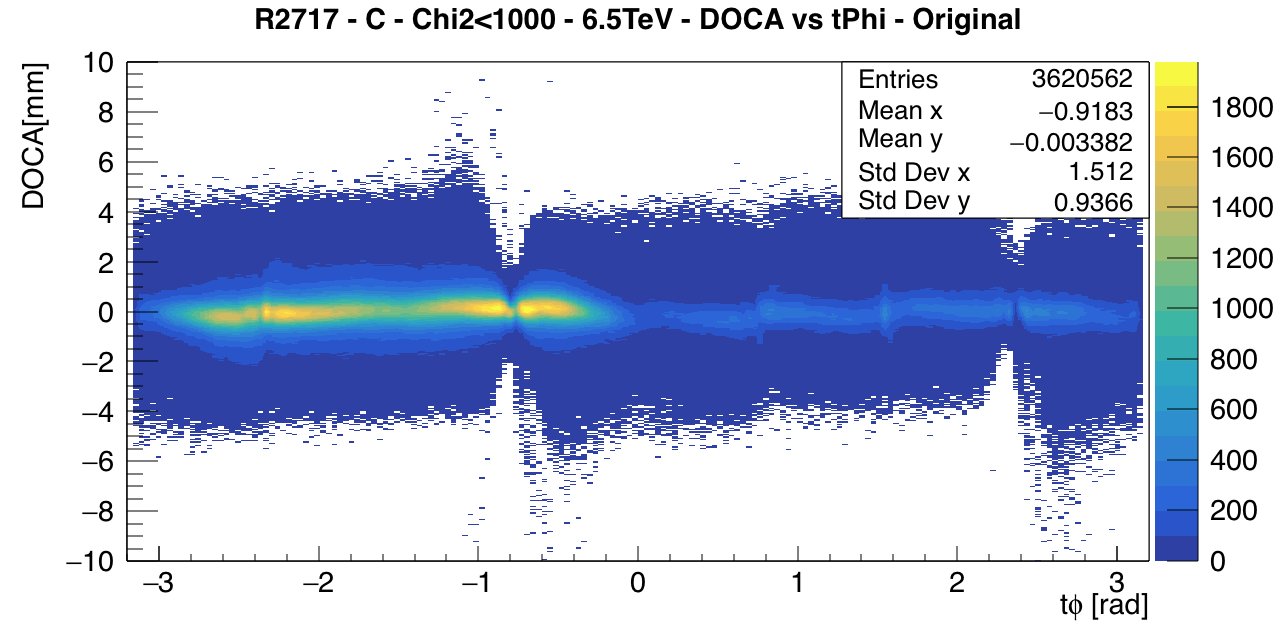 R2717 - C - Chi2<1000 - 6.5TeV - DOCA vs tPhi - Original
DOCA[mm]
10
8
6
4
2
0
−2
−4
−6
−8
−10
Entries 3620562
Mean x −0.9183
Mean y −0.003382
Std Dev x 1.512
Std Dev y 0.9366
1800
1600
1400
1200
1000
800
600
400
200
0
−3 −2 −1 0 1 2 3
tϕ [rad]